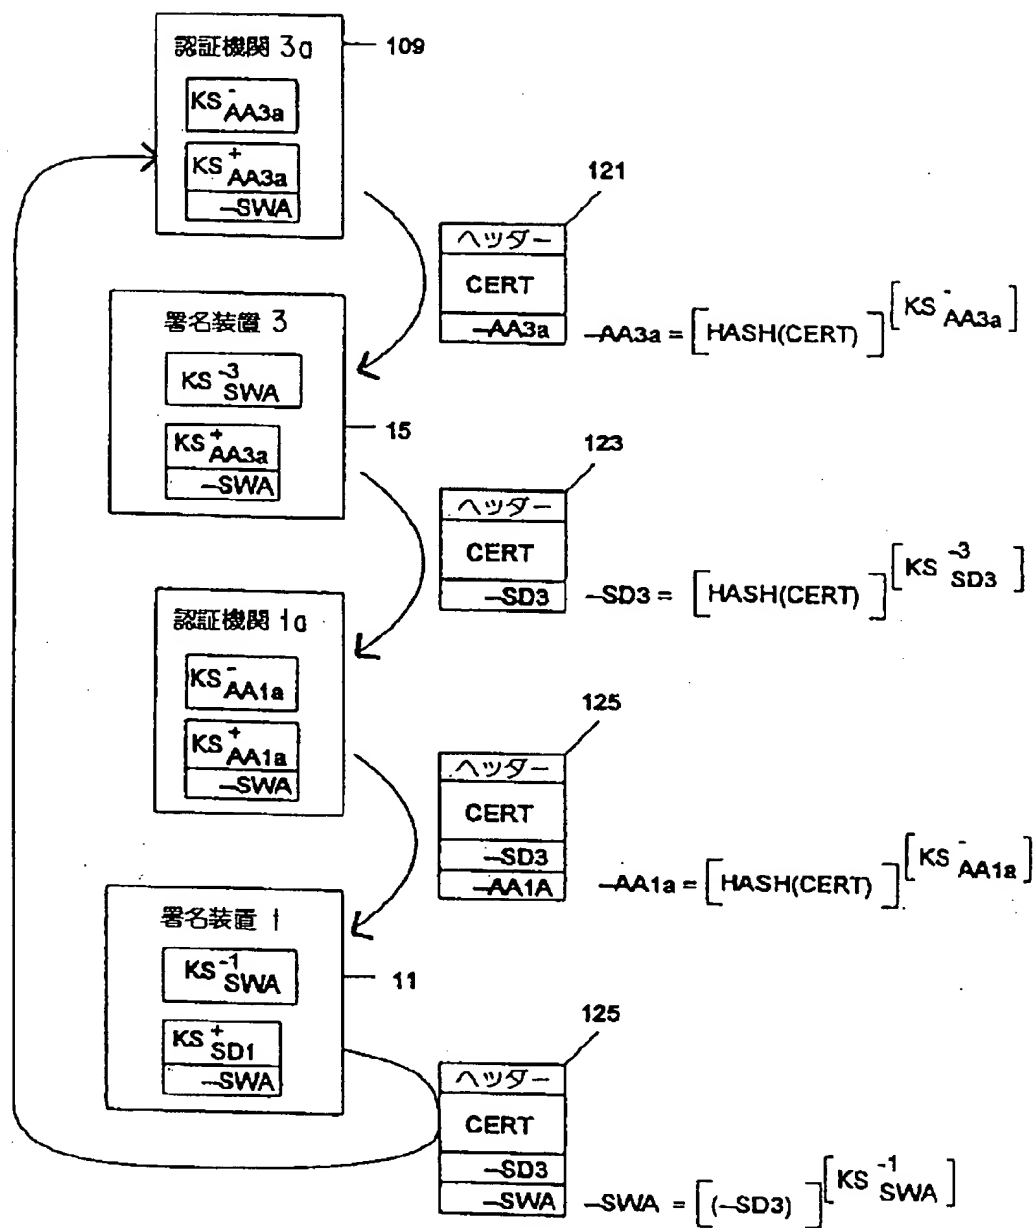 認証機関 3a
109
KS⁻AA3a
KS⁺AA3a
–SWA
121
ヘッダー
CERT
–AA3a
–AA3a = [HASH(CERT)] [KS⁻AA3a]
署名装置 3
KS⁻³SWA
KS⁺AA3a
–SWA
15
123
ヘッダー
CERT
–SD3
–SD3 = [HASH(CERT)] [KS⁻³SD3]
認証機関 1a
KS⁻AA1a
KS⁺AA1a
–SWA
125
ヘッダー
CERT
–SD3
–AA1A
–AA1a = [HASH(CERT)] [KS⁻AA1a]
署名装置 1
KS⁻¹SWA
KS⁺SD1
–SWA
11
125
ヘッダー
CERT
–SD3
–SWA
–SWA = [(–SD3)] [KS⁻¹SWA]